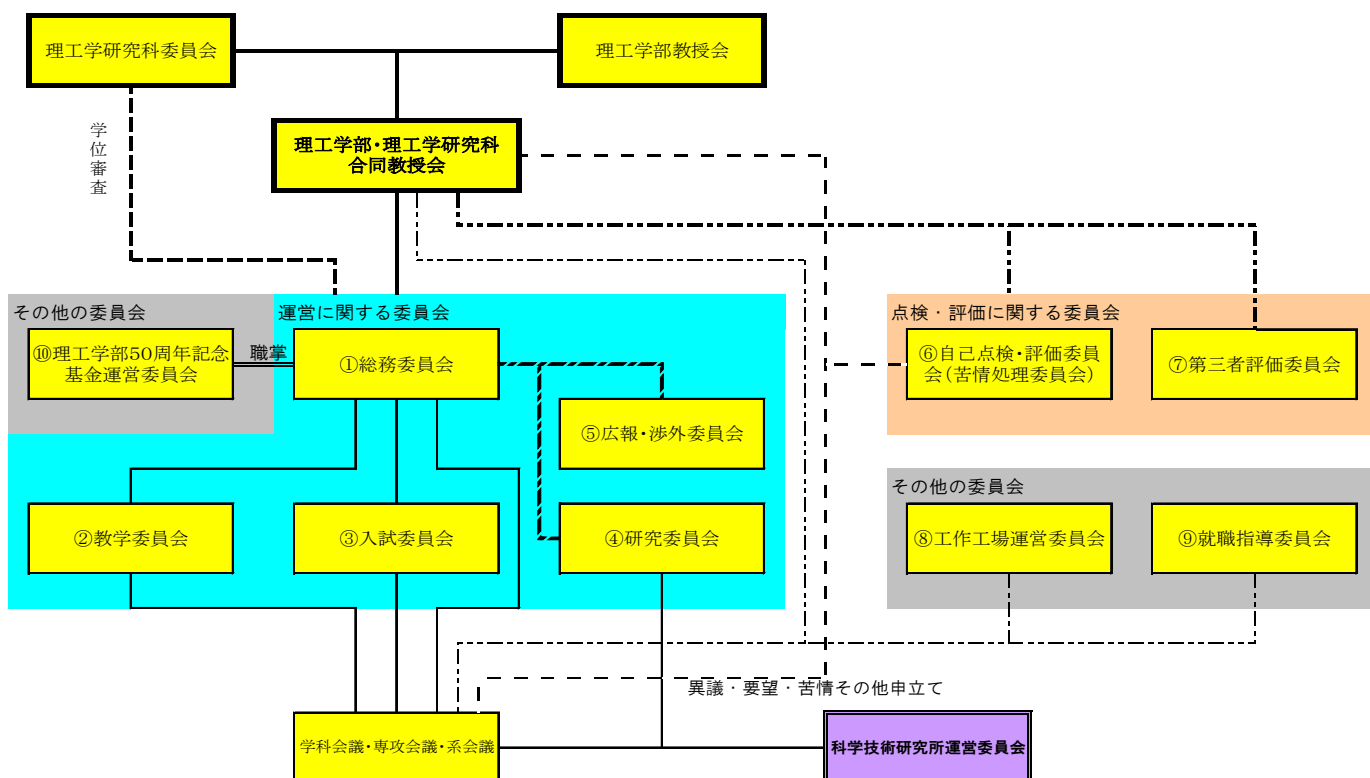 理工学研究科委員会
理工学部教授会
学位審査
理工学部・理工学研究科
合同教授会
その他の委員会
運営に関する委員会
点検・評価に関する委員会
⑩理工学部50周年記念
基金運営委員会
職掌
①総務委員会
⑥自己点検・評価委員
会(苦情処理委員会)
⑦第三者評価委員会
⑤広報・渉外委員会
その他の委員会
②教学委員会
③入試委員会
④研究委員会
⑧工作工場運営委員会
⑨就職指導委員会
異議・要望・苦情その他申立て
学科会議・専攻会議・系会議
科学技術研究所運営委員会